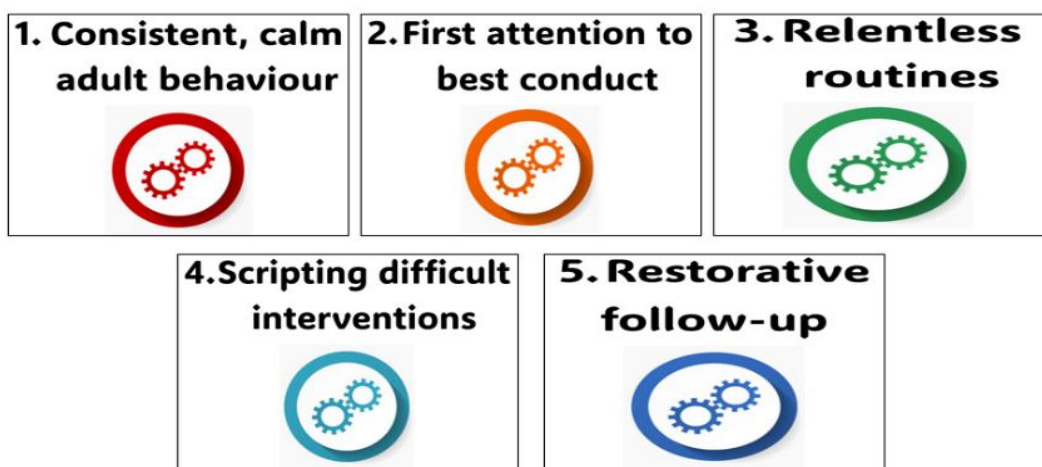 1. Consistent, calm
adult behaviour
2. First attention to
best conduct
3. Relentless
routines
4. Scripting difficult
interventions
5. Restorative
follow-up